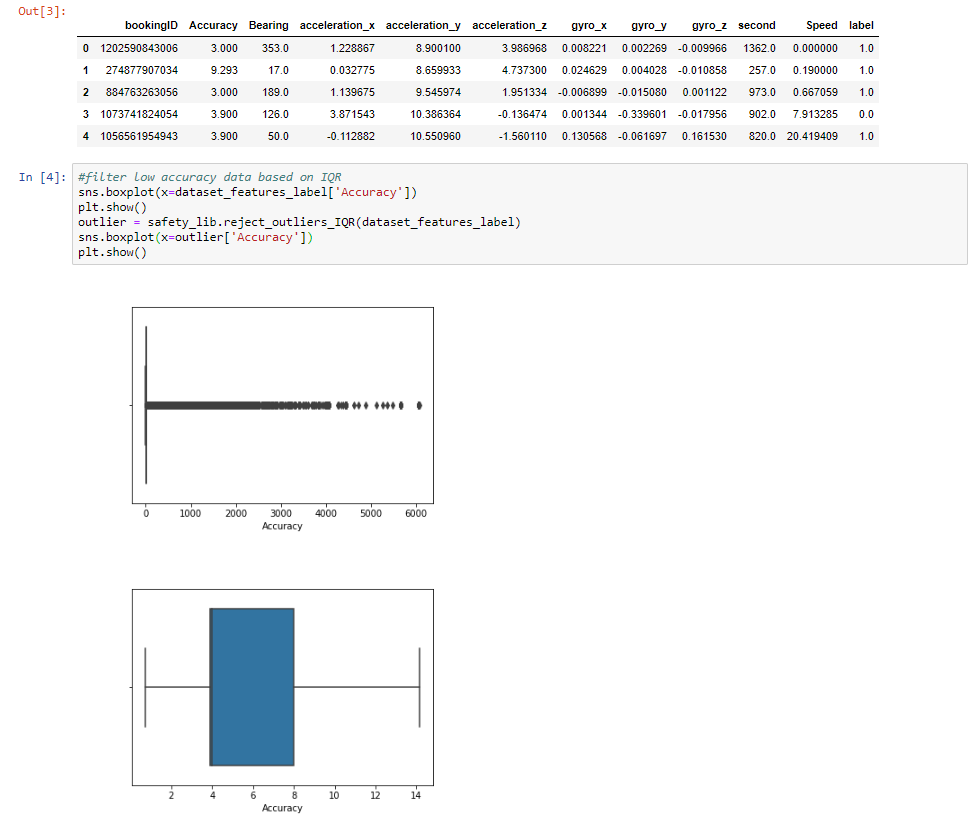 Out[3]:
bookingID Accuracy Bearing acceleration_x acceleration_y acceleration_z gyro_x gyro_y gyro_z second Speed label
0 1202590843006 3.000 353.0 1.228867 8.900100 3.986968 0.008221 0.002269 -0.009966 1362.0 0.000000 1.0
1 274877907034 9.293 17.0 0.032775 8.659933 4.737300 0.024629 0.004028 -0.010858 257.0 0.190000 1.0
2 884763263056 3.000 189.0 1.139675 9.545974 1.951334 -0.006899 -0.015080 0.001122 973.0 0.667059 1.0
3 1073741824054 3.900 126.0 3.871543 10.386364 -0.136474 0.001344 -0.339601 -0.017956 902.0 7.913285 0.0
4 1056561954943 3.900 50.0 -0.112882 10.550960 -1.560110 0.130568 -0.061697 0.161530 820.0 20.419409 1.0
In [4]:
#filter low accuracy data based on IQR
sns.boxplot(x=dataset_features_label['Accuracy'])
plt.show()
outlier = safety_lib.reject_outliers_IQR(dataset_features_label)
sns.boxplot(x=outlier['Accuracy'])
plt.show()
0 1000 2000 3000 4000 5000 6000
Accuracy
2 4 6 8 10 12 14
Accuracy